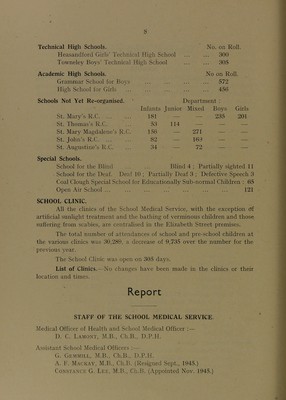 8
Technical High Schools. No. on Roll.
Hessandford Girls' Technical High School ... ... 300
Towneley Boys' Technical High School ... 305
Academic High Schools. No on Roll.
Grammar School for Boys ... ... 572
High School for Girls ... ... 456
Schools Not Yet Re-organised. Department :
Infants Junior Mixed Boys Girls
St. Mary's R.C. ... 181 — — 235 201
St. Thomas's R.C. 53 114 — — —
St. Mary Magdalene's R.C. 136 — 271 — —
St. John's R.C. ... 82 — 169 — —
St. Augustine's R.C. 34 — 72 — —
Special Schools.
School for the Blind Blind 4 ; Partially sighted 11
School for the Deaf. Deaf 10 ; Partially Deaf 3 ; Defective Speech 3
Coal Clough Special School for Educationally Sub-normal Children : 60
Open Air School ... ... ... 121
SCHOOL CLINIC.
All the clinics of the School Medical Service, with the exception of
artificial sunlight treatment and the bathing of verminous children and those
suffering from scabies, are centralised in the Elizabeth Street premises.
The total number of attendances of school and pre-school children at
the various clinics was 30,280, a decrease of 9,735 over the number for the
previous year.
The School Clinic was open on 305 days.
List of Clinics.—No changes have been made in the clinics or their
location and times.
Report
STAFF OF THE SCHOOL MEDICAL SERVICE.
Medical Officer of Health and School Medical Officer :—
D. C. LAMONT, M.B., Ch.B., D.P.H.
Assistant School Medical Officers :—
G. GEMMILL, M.B., Ch.B., D.P.H.
A. F. MACKAY, M.B., Ch.B. (Resigned Sept., 1945.)
CONSTANCE G. LEE, M.B., Ch.B. (Appointed Nov. 1945.)